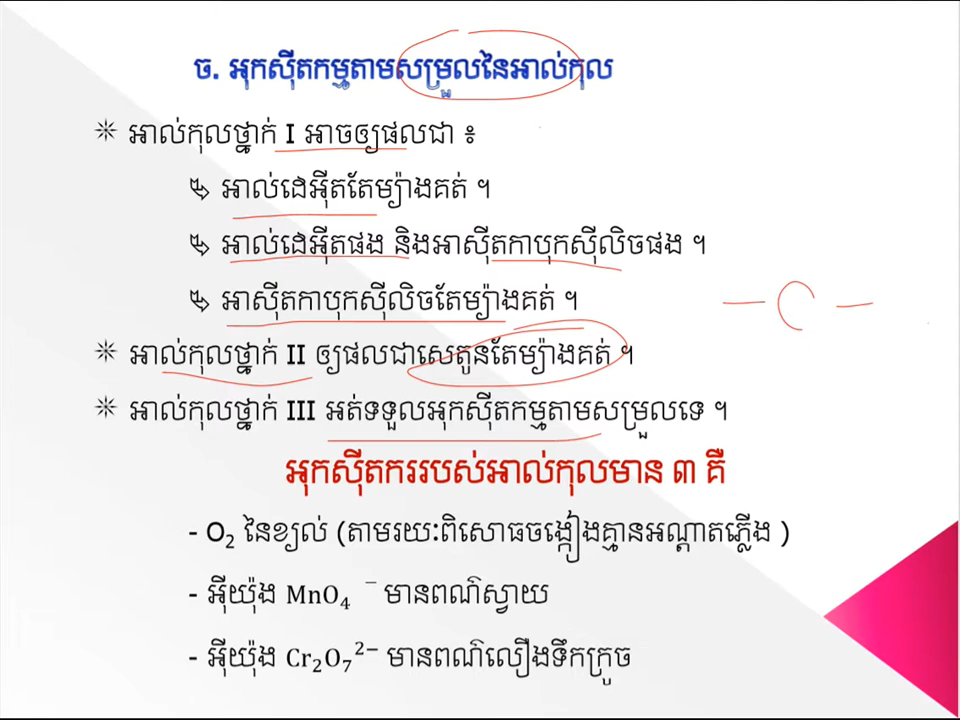 ច. អុកស៊ីតកម្មតាមសម្រួលនៃអាល់កុល
អាល់កុលថ្នាក់ I អាចឲ្យផលជា ៖
អាល់ដេអ៊ីតតែម្យ៉ាងគត់ ។
អាល់ដេអ៊ីតផង និងអាស៊ីតកាបុកស៊ីលិចផង ។
អាស៊ីតកាបុកស៊ីលិចតែម្យ៉ាងគត់ ។
អាល់កុលថ្នាក់ II ឲ្យផលជាសេតូនតែម្យ៉ាងគត់ ។
អាល់កុលថ្នាក់ III អត់ទទួលអុកស៊ីតកម្មតាមសម្រួលទេ ។
អុកស៊ីតកររបស់អាល់កុលមាន ៣ គឺ
- O₂ នៃខ្យល់ (តាមរយៈពិសោធចង្កៀងគ្មានអណ្តាតភ្លើង )
- អ៊ីយ៉ុង MnO₄⁻ មានពណ៌ស្វាយ
- អ៊ីយ៉ុង Cr₂O₇²⁻ មានពណ៌លឿងទឹកក្រូច